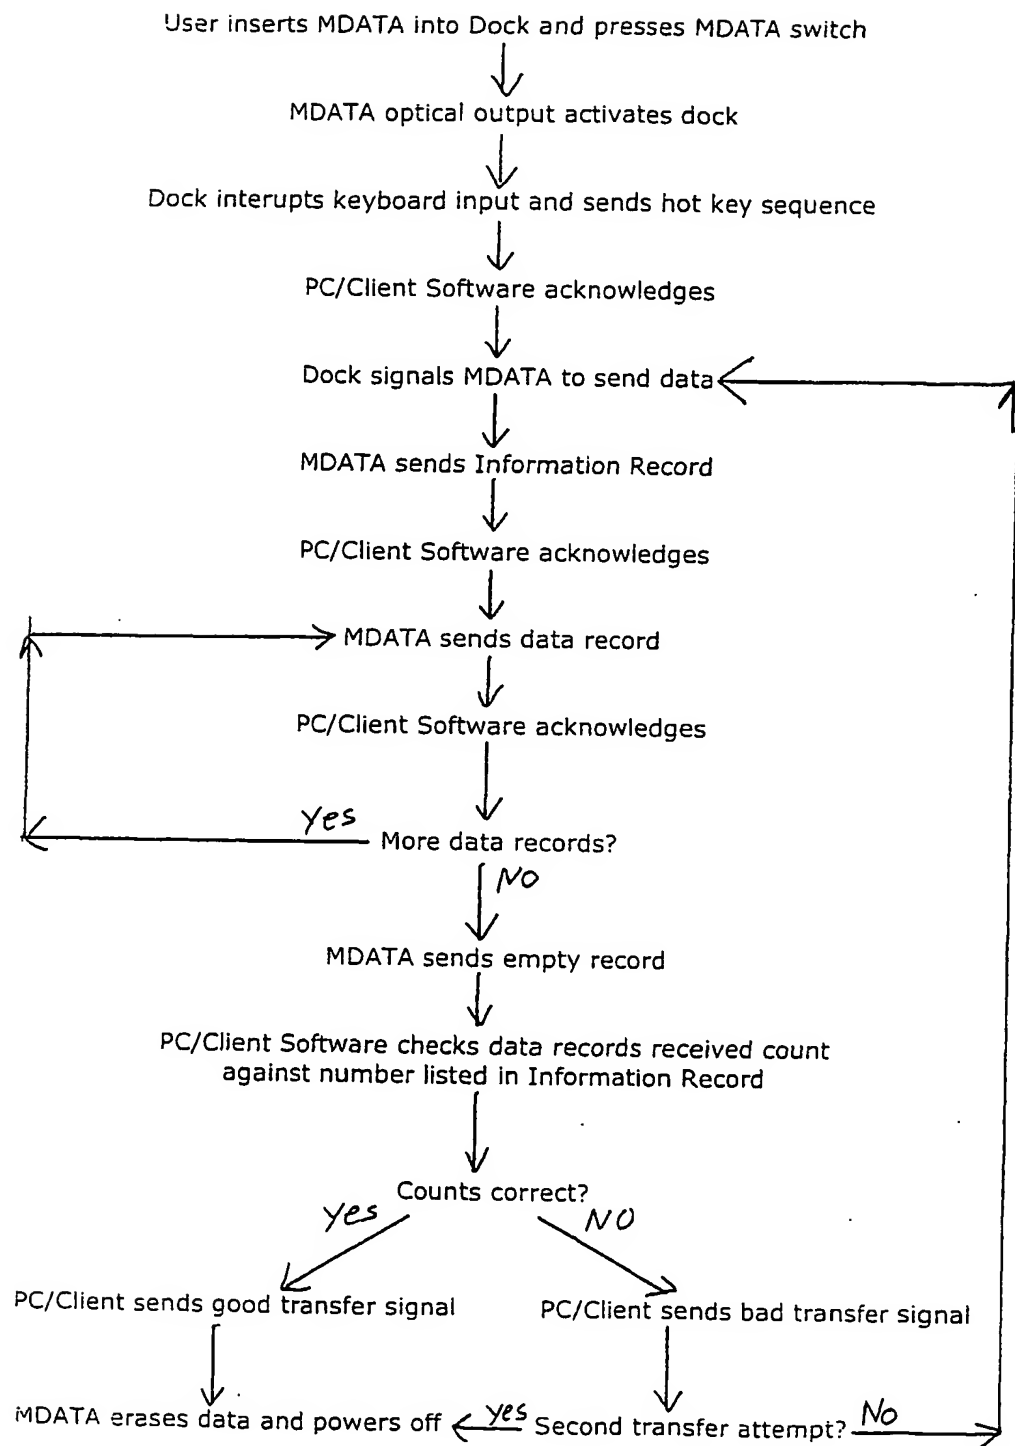 User inserts MDATA into Dock and presses MDATA switch
MDATA optical output activates dock
Dock interupts keyboard input and sends hot key sequence
PC/Client Software acknowledges
Dock signals MDATA to send data
MDATA sends Information Record
PC/Client Software acknowledges
MDATA sends data record
PC/Client Software acknowledges
Yes
More data records?
NO
MDATA sends empty record
PC/Client Software checks data records received count
against number listed in Information Record
Counts correct?
Yes
NO
PC/Client sends good transfer signal
PC/Client sends bad transfer signal
MDATA erases data and powers off
yes
Second transfer attempt?
No